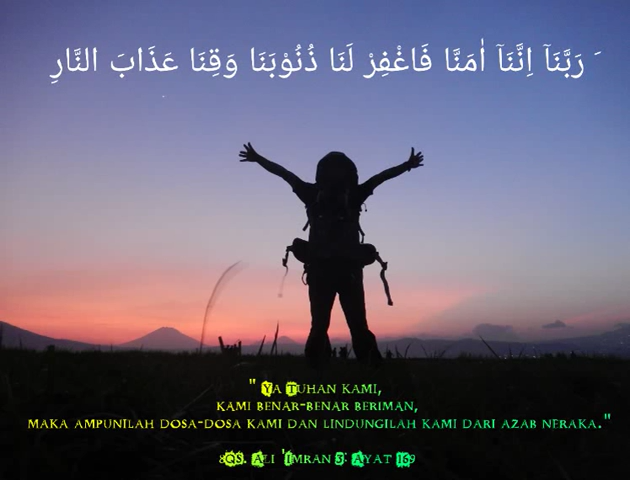 رَبَّنَآ اِنَّنَآ اٰمَنَّا فَاغْفِرْ لَنَا ذُنُوْبَنَا وَقِنَا عَذَابَ النَّارِ
" Ya Tuhan kami,
kami benar-benar beriman,
maka ampunilah dosa-dosa kami dan lindungilah kami dari azab neraka."
QS. Ali 'Imran 3: Ayat 169